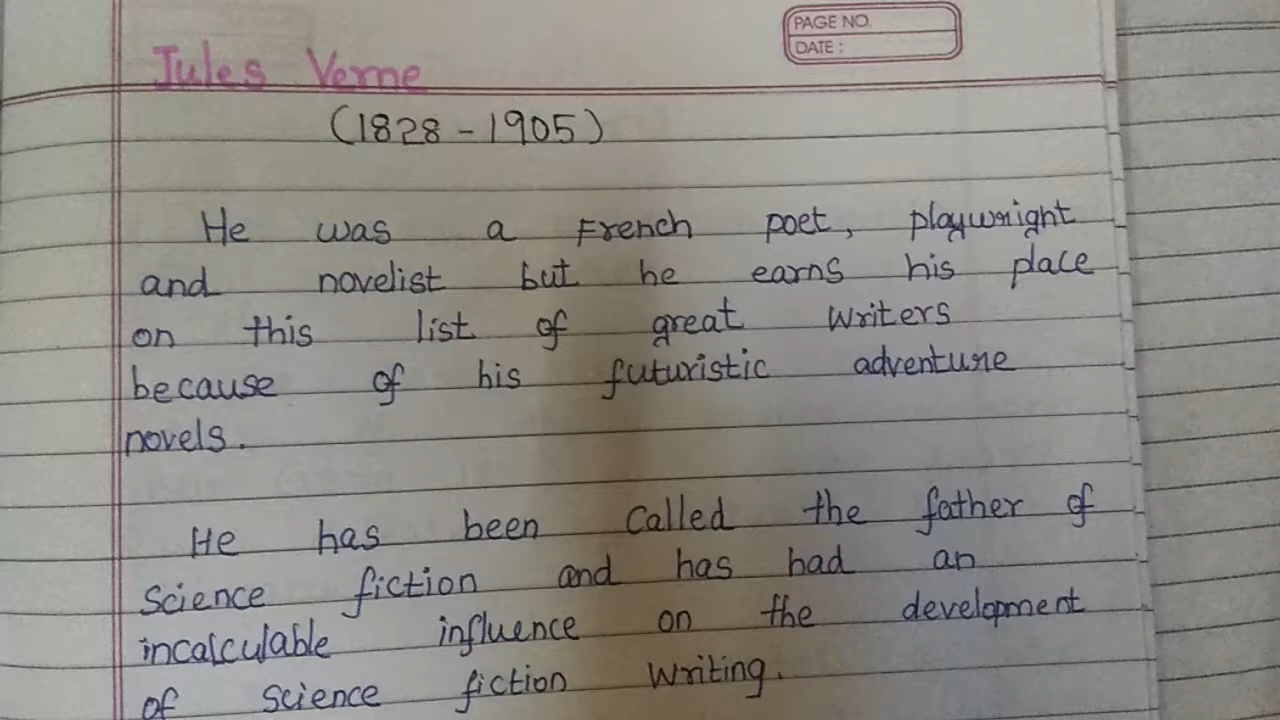 PAGE NO.
DATE :
Jules Verne
(1828 - 1905)
He was a French poet, playwright
and novelist but he earns his place
on this list of great writers
because of his futuristic adventure
novels.
He has been called the father of
Science fiction and has had an
incalculable influence on the development
of science fiction writing.